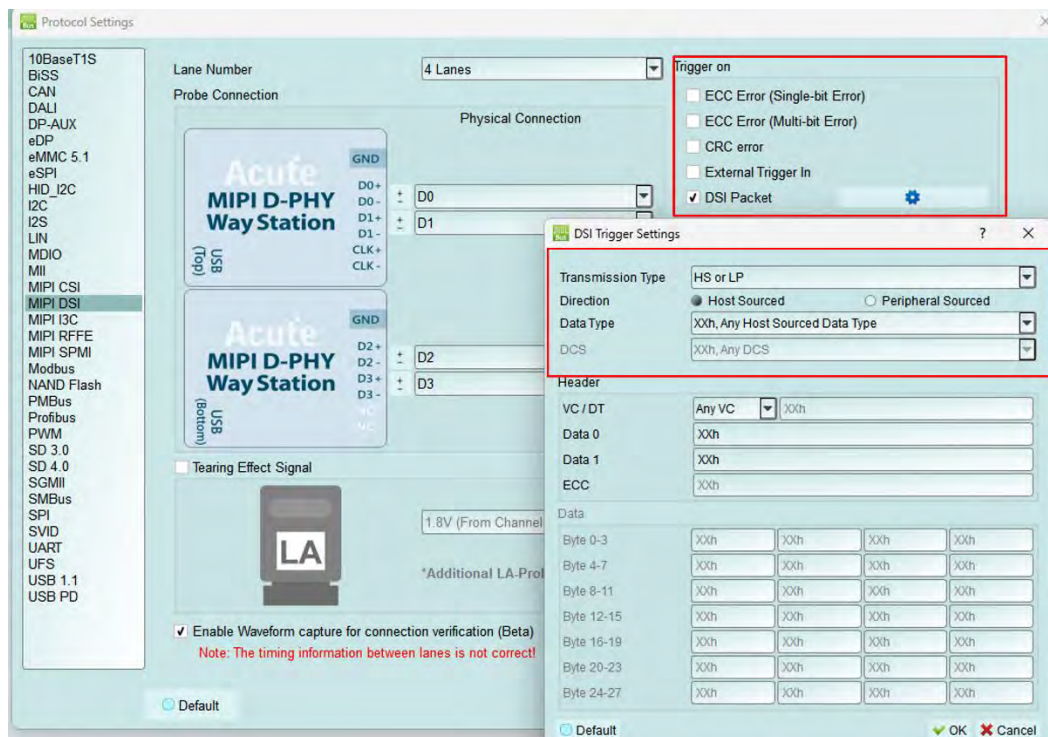 Protocol Settings
10BaseT1S
BiSS
CAN
DALI
DP-AUX
eDP
eMMC 5.1
eSPI
HID_I2C
I2C
I2S
LIN
MDIO
MII
MIPI CSI
MIPI DSI
MIPI I3C
MIPI RFFE
MIPI SPMI
Modbus
NAND Flash
PMBus
Profibus
PWM
SD 3.0
SD 4.0
SGMII
SMBus
SPI
SVID
UART
UFS
USB 1.1
USB PD
Lane Number 4 Lanes
Probe Connection
Physical Connection
Acute
MIPI D-PHY
Way Station
USB
(Top)
GND
D0+
D0-
D1+
D1-
CLK+
CLK-
± D0
± D1
Acute
MIPI D-PHY
Way Station
USB
(Bottom)
GND
D2+
D2-
D3+
D3-
VC
VC
± D2
± D3
Tearing Effect Signal
LA
1.8V (From Channel
*Additional LA-Prol
Enable Waveform capture for connection verification (Beta)
Note: The timing information between lanes is not correct!
Default
Trigger on
ECC Error (Single-bit Error)
ECC Error (Multi-bit Error)
CRC error
External Trigger In
DSI Packet
DSI Trigger Settings ?
Transmission Type HS or LP
Direction Host Sourced Peripheral Sourced
Data Type XXh, Any Host Sourced Data Type
DCS XXh, Any DCS
Header
VC / DT Any VC XXh
Data 0 XXh
Data 1 XXh
ECC XXh
Data
Byte 0-3 XXh XXh XXh XXh
Byte 4-7 XXh XXh XXh XXh
Byte 8-11 XXh XXh XXh XXh
Byte 12-15 XXh XXh XXh XXh
Byte 16-19 XXh XXh XXh XXh
Byte 20-23 XXh XXh XXh XXh
Byte 24-27 XXh XXh XXh XXh
Default OK Cancel